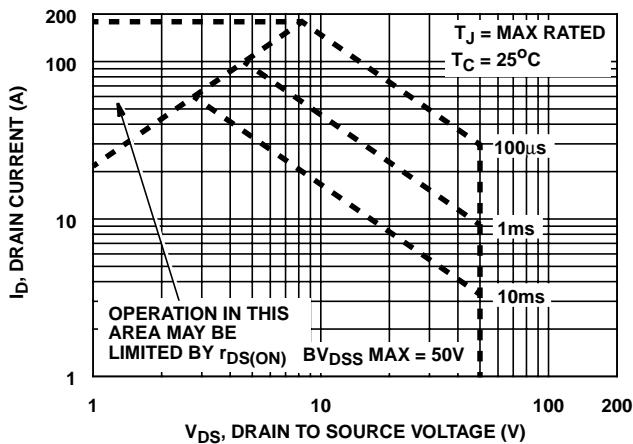 200
100
10
1
I_D, DRAIN CURRENT (A)
T_J = MAX RATED
T_C = 25°C
100μs
1ms
10ms
OPERATION IN THIS
AREA MAY BE
LIMITED BY r_DS(ON)
BV_DSS MAX = 50V
1
10
100
200
V_DS, DRAIN TO SOURCE VOLTAGE (V)